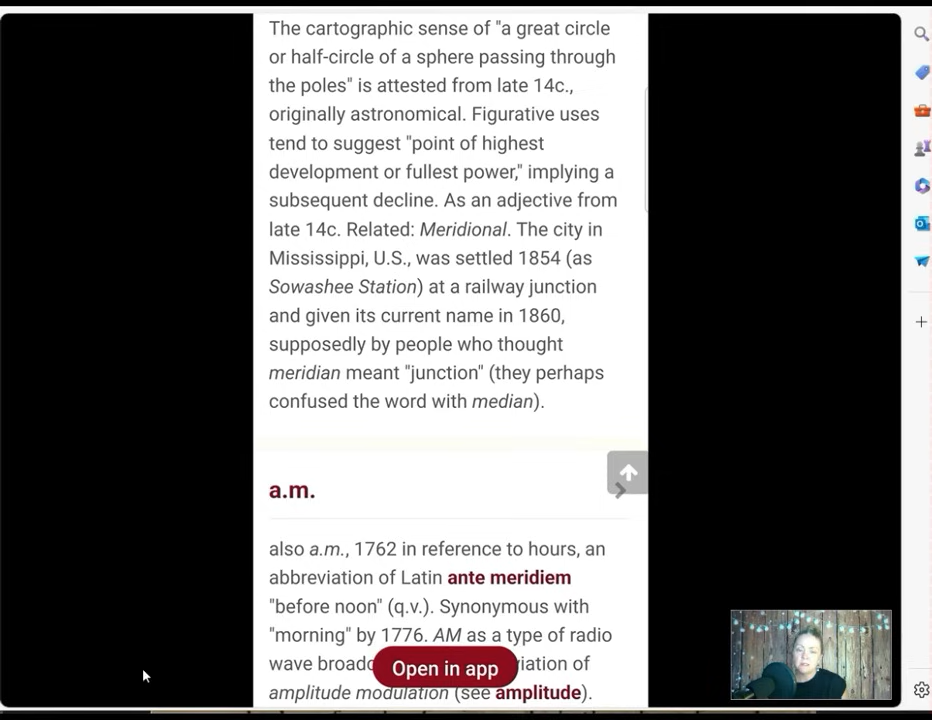 The cartographic sense of "a great circle
or half-circle of a sphere passing through
the poles" is attested from late 14c.,
originally astronomical. Figurative uses
tend to suggest "point of highest
development or fullest power," implying a
subsequent decline. As an adjective from
late 14c. Related: Meridional. The city in
Mississippi, U.S., was settled 1854 (as
Sowashee Station) at a railway junction
and given its current name in 1860,
supposedly by people who thought
meridian meant "junction" (they perhaps
confused the word with median).
a.m.
also a.m., 1762 in reference to hours, an
abbreviation of Latin ante meridiem
"before noon" (q.v.). Synonymous with
"morning" by 1776. AM as a type of radio
wave
Open in app
of
amplitude modulation (see amplitude).